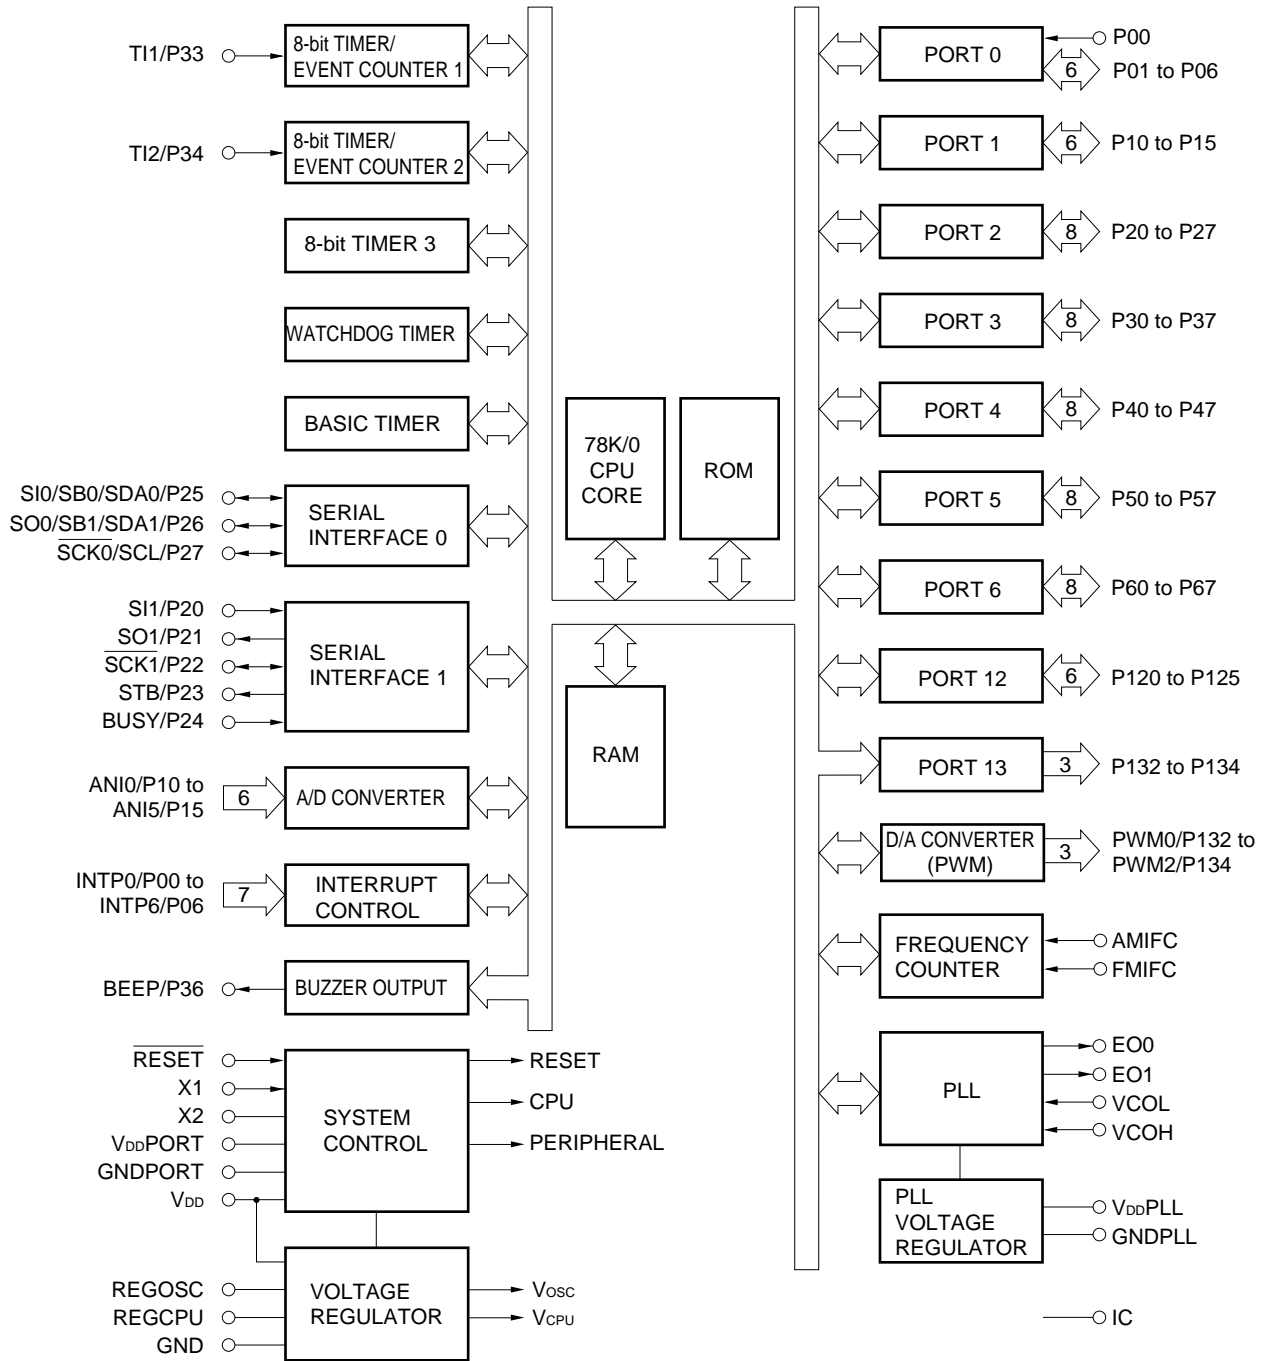 TI1/P33
8-bit TIMER/
EVENT COUNTER 1
TI2/P34
8-bit TIMER/
EVENT COUNTER 2
8-bit TIMER 3
WATCHDOG TIMER
BASIC TIMER
SI0/SB0/SDA0/P25
SO0/SB1/SDA1/P26
SCK0/SCL/P27
SERIAL
INTERFACE 0
SI1/P20
SO1/P21
SCK1/P22
STB/P23
BUSY/P24
SERIAL
INTERFACE 1
ANI0/P10 to
ANI5/P15
6
A/D CONVERTER
INTP0/P00 to
INTP6/P06
7
INTERRUPT
CONTROL
BEEP/P36
BUZZER OUTPUT
RESET
X1
X2
VDDPORT
GNDPORT
VDD
SYSTEM
CONTROL
RESET
CPU
PERIPHERAL
REGOSC
REGCPU
GND
VOLTAGE
REGULATOR
VOSC
VCPU
78K/0
CPU
CORE
ROM
RAM
PORT 0
P00
6
P01 to P06
PORT 1
6
P10 to P15
PORT 2
8
P20 to P27
PORT 3
8
P30 to P37
PORT 4
8
P40 to P47
PORT 5
8
P50 to P57
PORT 6
8
P60 to P67
PORT 12
6
P120 to P125
PORT 13
3
P132 to P134
D/A CONVERTER
(PWM)
3
PWM0/P132 to
PWM2/P134
FREQUENCY
COUNTER
AMIFC
FMIFC
PLL
EO0
EO1
VCOL
VCOH
PLL
VOLTAGE
REGULATOR
VDDPLL
GNDPLL
IC